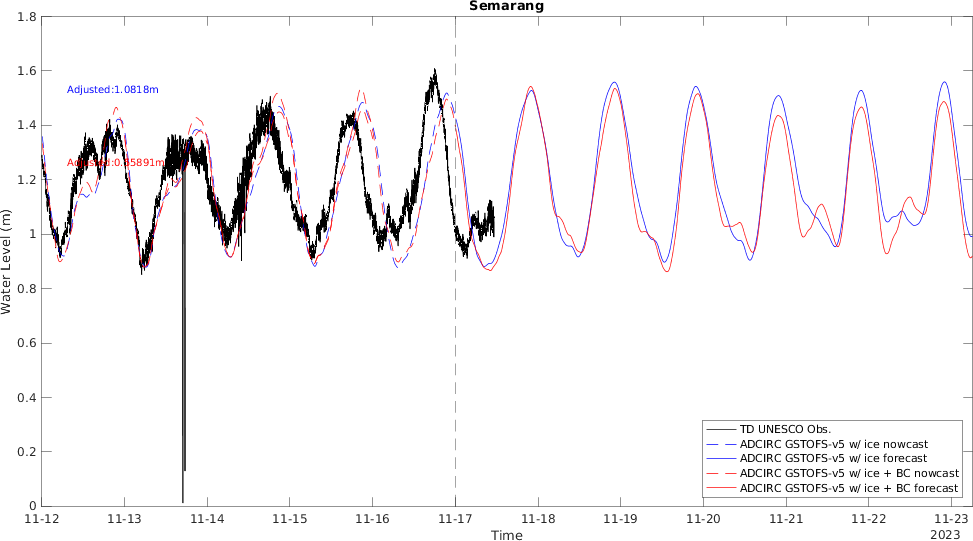 Semarang
1.8
1.6
1.4
1.2
1
0.8
0.6
0.4
0.2
0
Water Level (m)
Adjusted:1.0818m
TD UNESCO Obs.
ADCIRC GSTOFS-v5 w/ ice nowcast
ADCIRC GSTOFS-v5 w/ ice forecast
ADCIRC GSTOFS-v5 w/ ice + BC nowcast
ADCIRC GSTOFS-v5 w/ ice + BC forecast
11-12 11-13 11-14 11-15 11-16 11-17 11-18 11-19 11-20 11-21 11-22 11-23
Time
2023